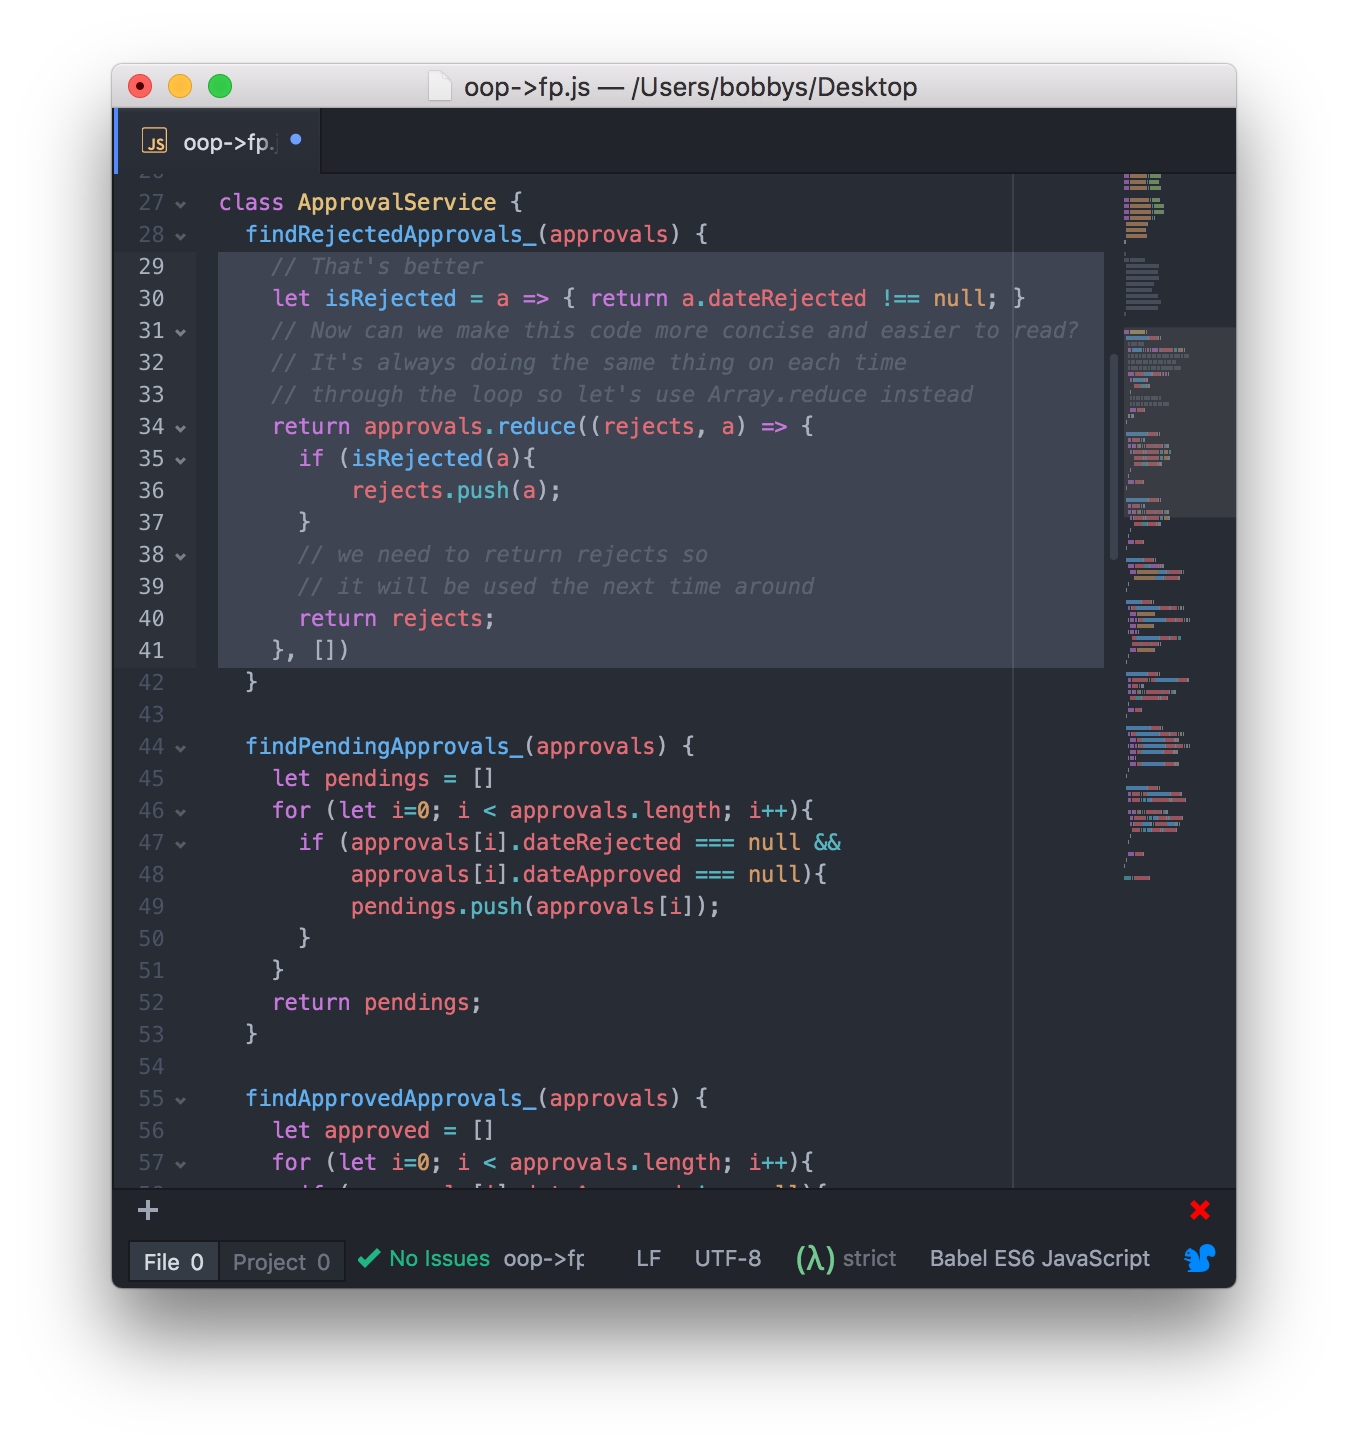 oop->fp.js — /Users/bobbys/Desktop
JS oop->fp.j
27 class ApprovalService {
28   findRejectedApprovals_(approvals) {
29     // That's better
30     let isRejected = a => { return a.dateRejected !== null; }
31     // Now can we make this code more concise and easier to read?
32     // It's always doing the same thing on each time
33     // through the loop so let's use Array.reduce instead
34     return approvals.reduce((rejects, a) => {
35       if (isRejected(a){
36           rejects.push(a);
37       }
38       // we need to return rejects so
39       // it will be used the next time around
40       return rejects;
41     }, [])
42   }
43
44   findPendingApprovals_(approvals) {
45     let pendings = []
46     for (let i=0; i < approvals.length; i++){
47       if (approvals[i].dateRejected === null &&
48           approvals[i].dateApproved === null){
49           pendings.push(approvals[i]);
50       }
51     }
52     return pendings;
53   }
54
55   findApprovedApprovals_(approvals) {
56     let approved = []
57     for (let i=0; i < approvals.length; i++){
File 0 Project 0 No Issues oop->fp LF UTF-8 (λ) strict Babel ES6 JavaScript